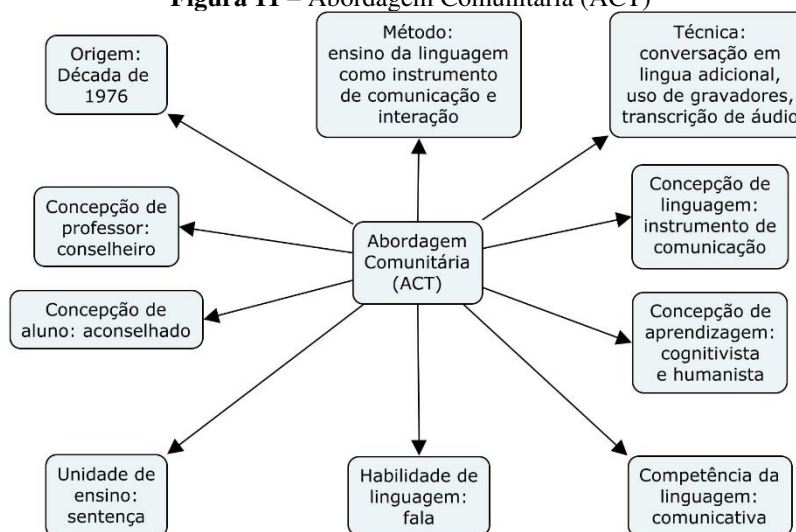 Figura 11 – Abordagem Comunitária (ACT)
Origem:
Década de
1976
Método:
ensino da linguagem
como instrumento
de comunicação e
interação
Técnica:
conversação em
lingua adicional,
uso de gravadores,
transcrição de áudio
Concepção de
professor:
conselheiro
Abordagem
Comunitária
(ACT)
Concepção de
linguagem:
instrumento de
comunicação
Concepção de
aluno: aconselhado
Concepção de
aprendizagem:
cognitivista
e humanista
Unidade de
ensino:
sentença
Habilidade de
linguagem:
fala
Competência da
linguagem:
comunicativa